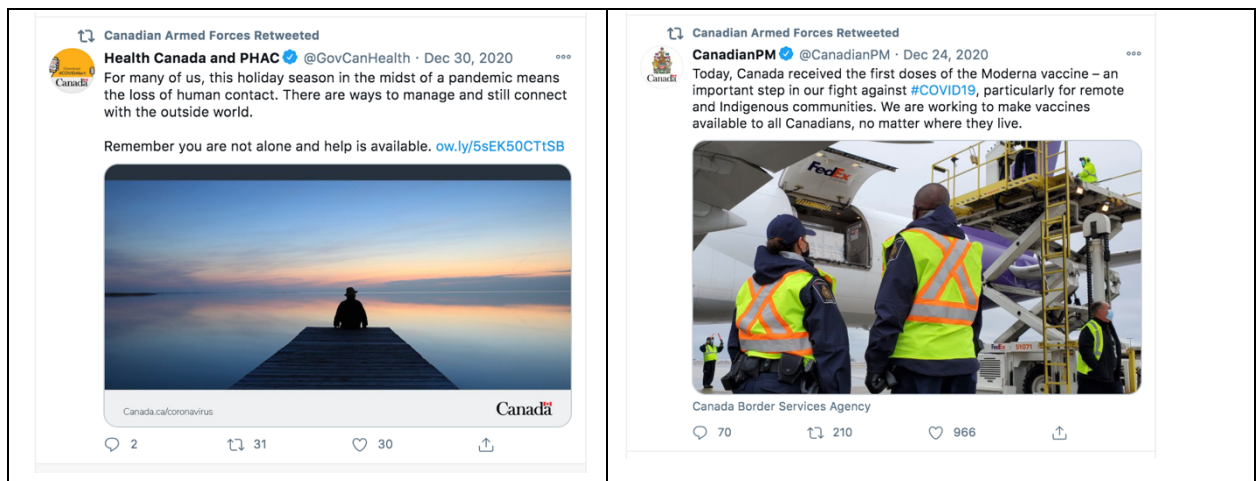 Canadian Armed Forces Retweeted
Health Canada and PHAC @GovCanHealth · Dec 30, 2020
For many of us, this holiday season in the midst of a pandemic means
the loss of human contact. There are ways to manage and still connect
with the outside world.
Remember you are not alone and help is available. ow.ly/5sEK50CTtSB
Canada
Canada.ca/coronavirus
Canada
2 31 30
Canadian Armed Forces Retweeted
CanadianPM @CanadianPM · Dec 24, 2020
Canada
Today, Canada received the first doses of the Moderna vaccine – an
important step in our fight against #COVID19, particularly for remote
and Indigenous communities. We are working to make vaccines
available to all Canadians, no matter where they live.
FedEx
FedEx 51071
Canada Border Services Agency
70 210 966